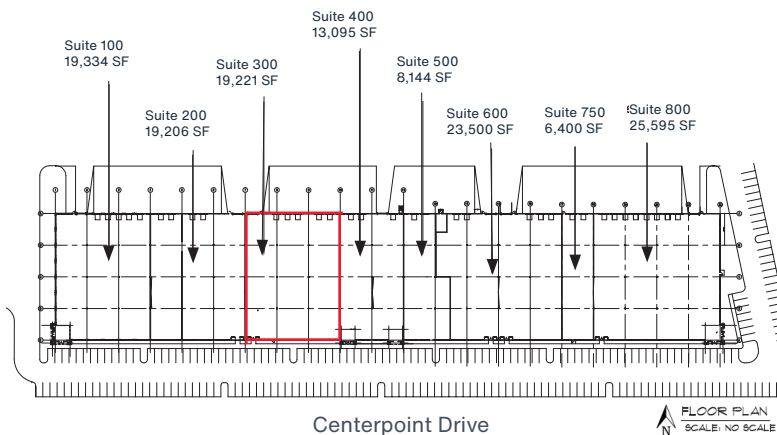 Suite 100
19,334 SF
Suite 200
19,206 SF
Suite 300
19,221 SF
Suite 400
13,095 SF
Suite 500
8,144 SF
Suite 600
23,500 SF
Suite 750
6,400 SF
Suite 800
25,595 SF
Centerpoint Drive
N
FLOOR PLAN
SCALE: NO SCALE